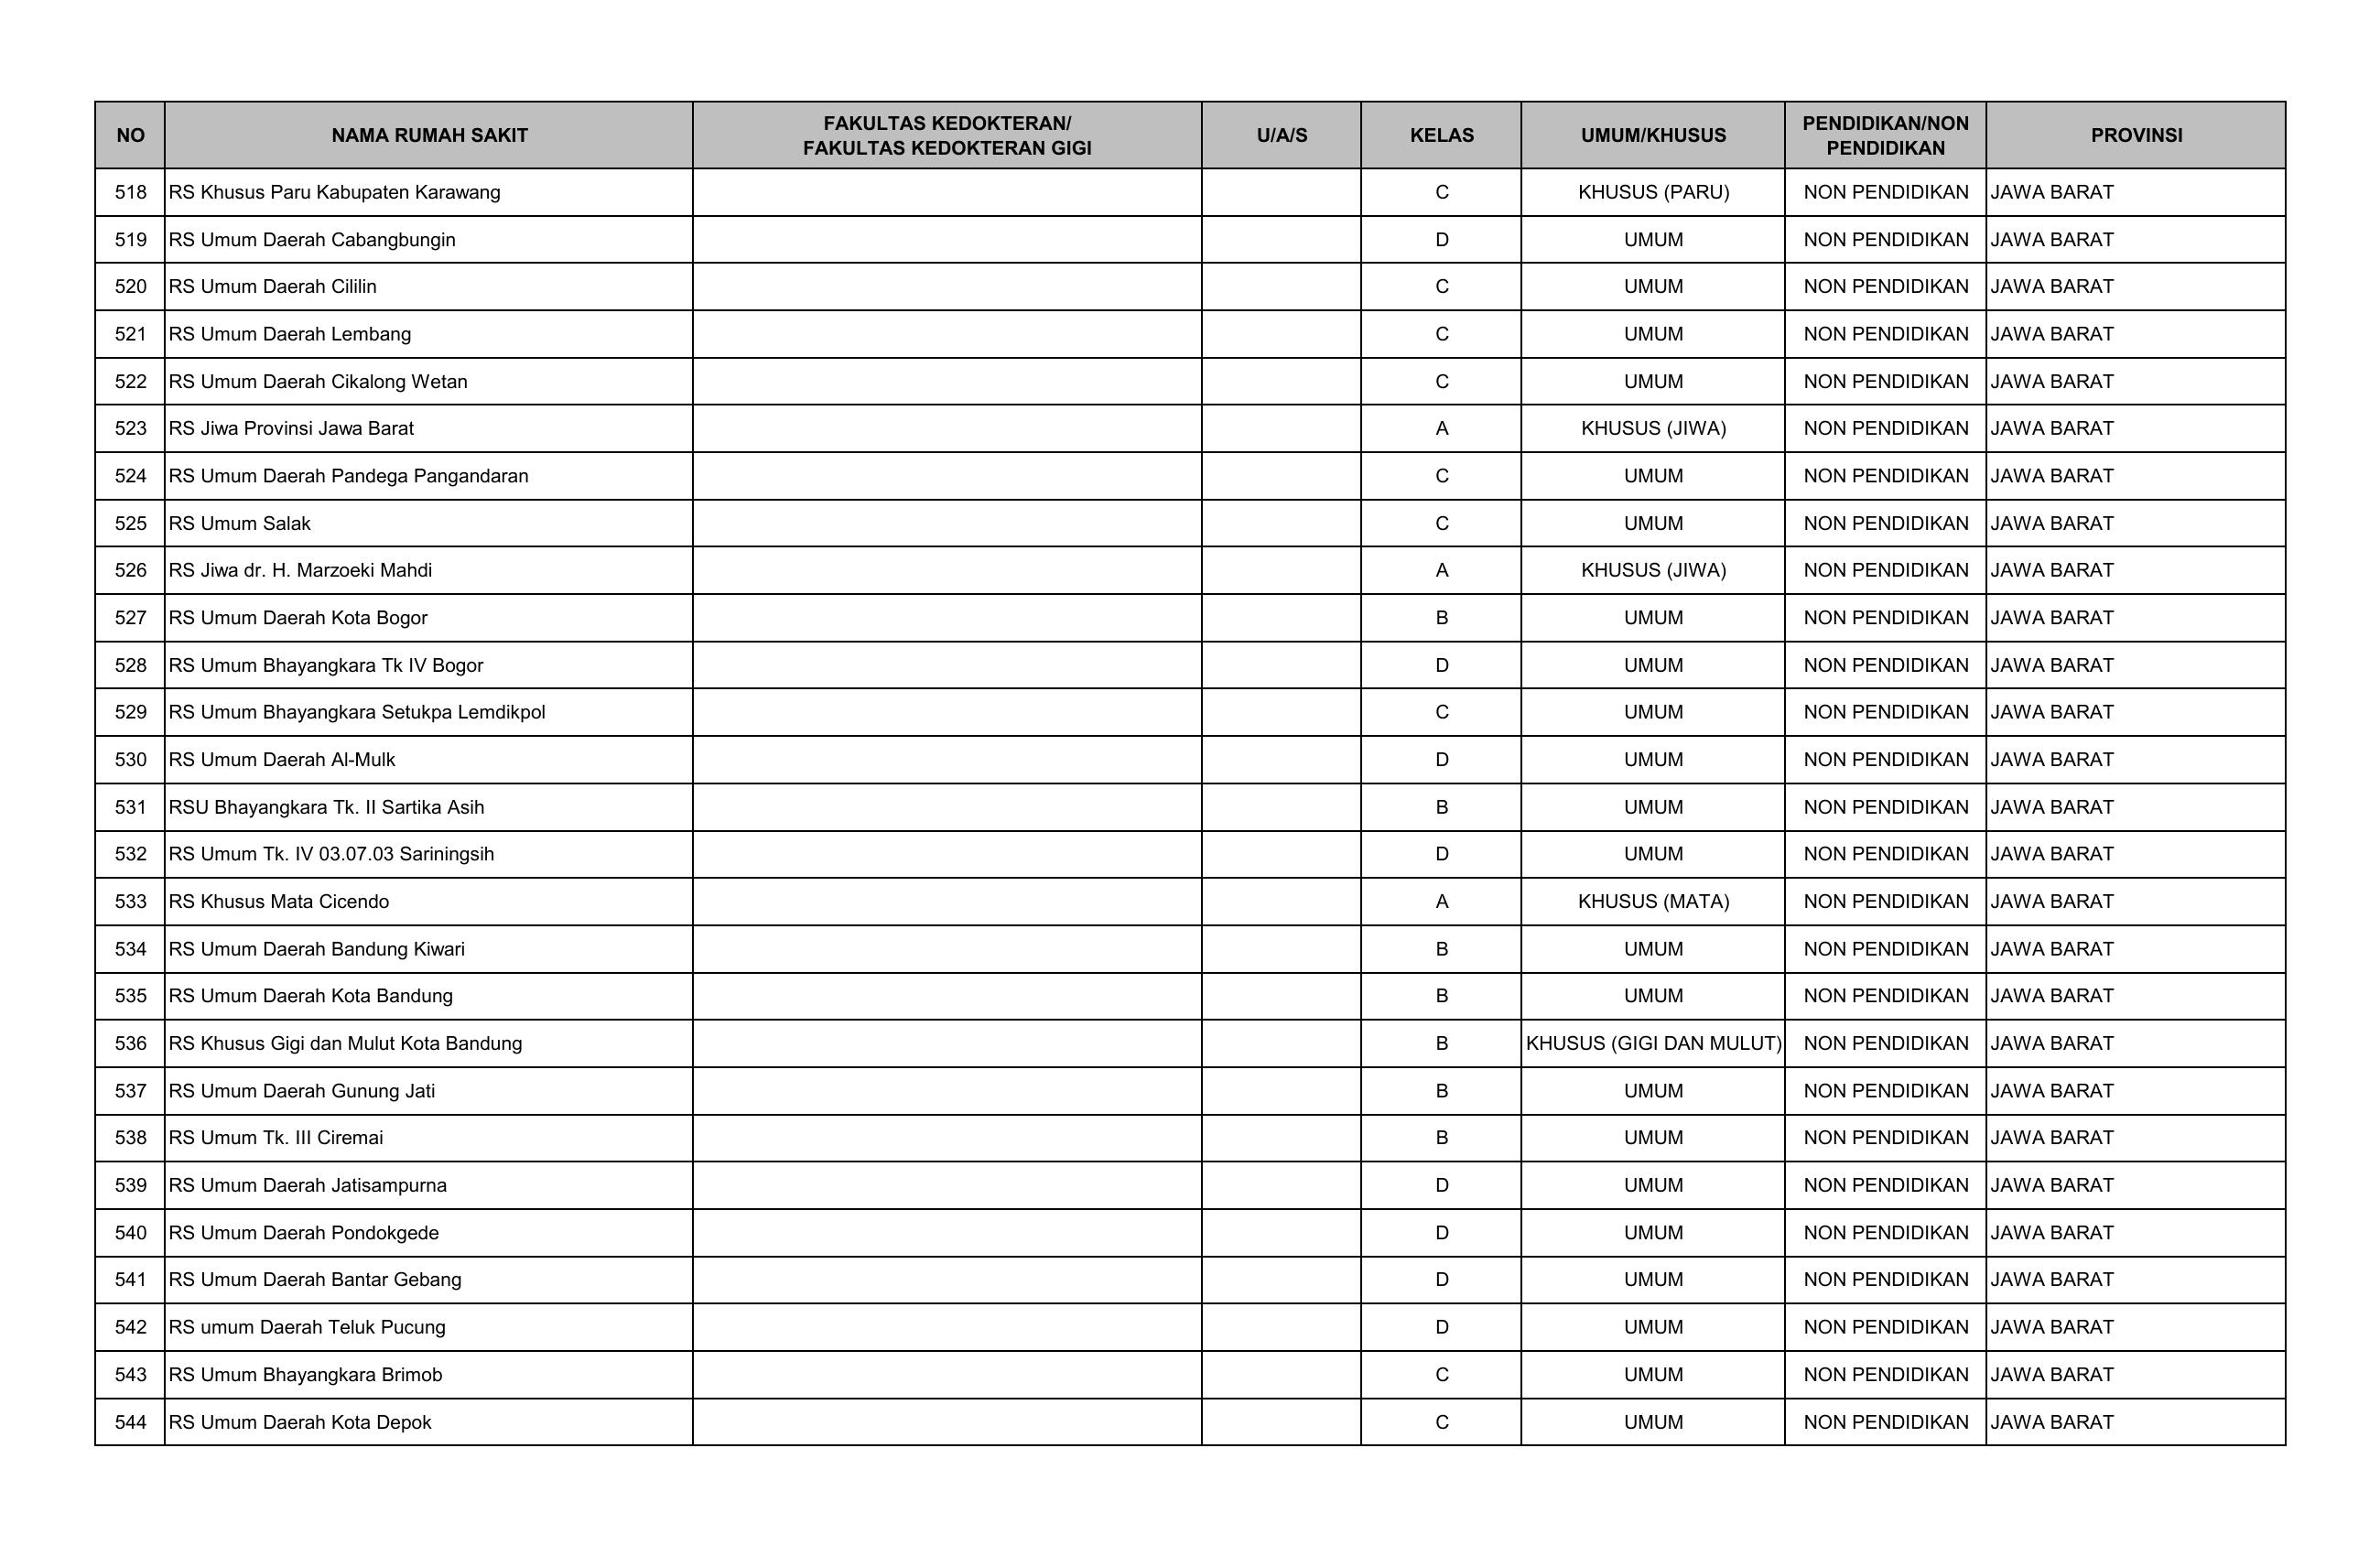 NO NAMA RUMAH SAKIT FAKULTAS KEDOKTERAN/ FAKULTAS KEDOKTERAN GIGI U/A/S KELAS UMUM/KHUSUS PENDIDIKAN/NON PENDIDIKAN PROVINSI
518 RS Khusus Paru Kabupaten Karawang C KHUSUS (PARU) NON PENDIDIKAN JAWA BARAT
519 RS Umum Daerah Cabangbungin D UMUM NON PENDIDIKAN JAWA BARAT
520 RS Umum Daerah Cililin C UMUM NON PENDIDIKAN JAWA BARAT
521 RS Umum Daerah Lembang C UMUM NON PENDIDIKAN JAWA BARAT
522 RS Umum Daerah Cikalong Wetan C UMUM NON PENDIDIKAN JAWA BARAT
523 RS Jiwa Provinsi Jawa Barat A KHUSUS (JIWA) NON PENDIDIKAN JAWA BARAT
524 RS Umum Daerah Pandega Pangandaran C UMUM NON PENDIDIKAN JAWA BARAT
525 RS Umum Salak C UMUM NON PENDIDIKAN JAWA BARAT
526 RS Jiwa dr. H. Marzoeki Mahdi A KHUSUS (JIWA) NON PENDIDIKAN JAWA BARAT
527 RS Umum Daerah Kota Bogor B UMUM NON PENDIDIKAN JAWA BARAT
528 RS Umum Bhayangkara Tk IV Bogor D UMUM NON PENDIDIKAN JAWA BARAT
529 RS Umum Bhayangkara Setukpa Lemdikpol C UMUM NON PENDIDIKAN JAWA BARAT
530 RS Umum Daerah Al-Mulk D UMUM NON PENDIDIKAN JAWA BARAT
531 RSU Bhayangkara Tk. II Sartika Asih B UMUM NON PENDIDIKAN JAWA BARAT
532 RS Umum Tk. IV 03.07.03 Sariningsih D UMUM NON PENDIDIKAN JAWA BARAT
533 RS Khusus Mata Cicendo A KHUSUS (MATA) NON PENDIDIKAN JAWA BARAT
534 RS Umum Daerah Bandung Kiwari B UMUM NON PENDIDIKAN JAWA BARAT
535 RS Umum Daerah Kota Bandung B UMUM NON PENDIDIKAN JAWA BARAT
536 RS Khusus Gigi dan Mulut Kota Bandung B KHUSUS (GIGI DAN MULUT) NON PENDIDIKAN JAWA BARAT
537 RS Umum Daerah Gunung Jati B UMUM NON PENDIDIKAN JAWA BARAT
538 RS Umum Tk. III Ciremai B UMUM NON PENDIDIKAN JAWA BARAT
539 RS Umum Daerah Jatisampurna D UMUM NON PENDIDIKAN JAWA BARAT
540 RS Umum Daerah Pondokgede D UMUM NON PENDIDIKAN JAWA BARAT
541 RS Umum Daerah Bantar Gebang D UMUM NON PENDIDIKAN JAWA BARAT
542 RS umum Daerah Teluk Pucung D UMUM NON PENDIDIKAN JAWA BARAT
543 RS Umum Bhayangkara Brimob C UMUM NON PENDIDIKAN JAWA BARAT
544 RS Umum Daerah Kota Depok C UMUM NON PENDIDIKAN JAWA BARAT